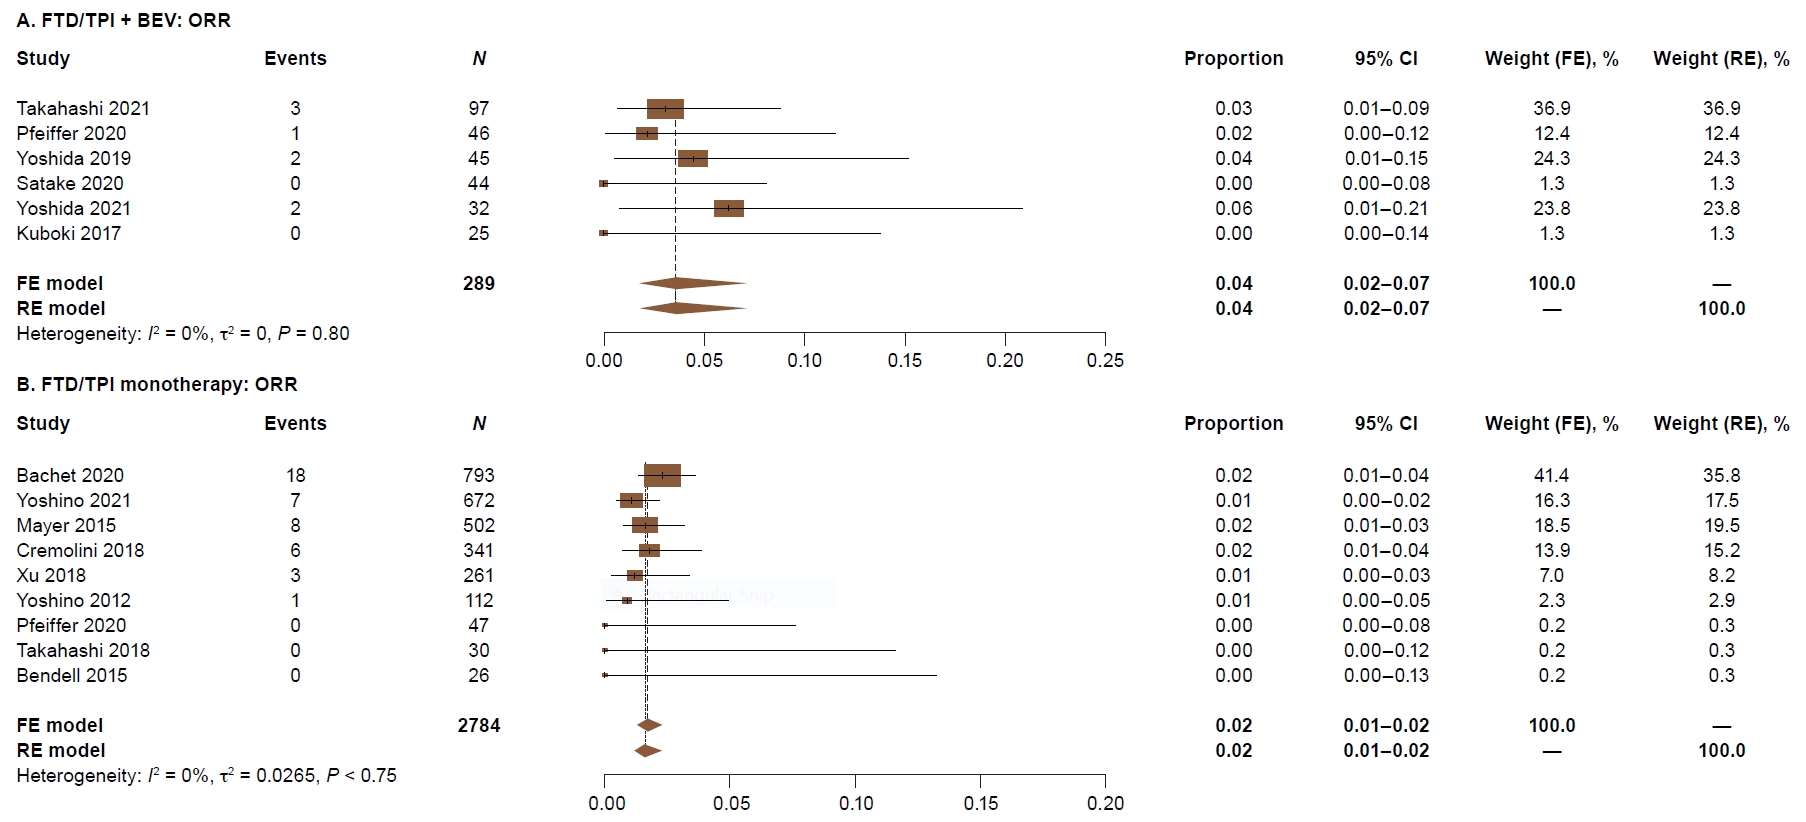 A. FTD/TPI + BEV: ORR
Study Events N Proportion 95% CI Weight (FE), % Weight (RE), %
Takahashi 2021 3 97 0.03 0.01–0.09 36.9 36.9
Pfeiffer 2020 1 46 0.02 0.00–0.12 12.4 12.4
Yoshida 2019 2 45 0.04 0.01–0.15 24.3 24.3
Satake 2020 0 44 0.00 0.00–0.08 1.3 1.3
Yoshida 2021 2 32 0.06 0.01–0.21 23.8 23.8
Kuboki 2017 0 25 0.00 0.00–0.14 1.3 1.3
FE model 289 0.04 0.02–0.07 100.0 —
RE model 0.04 0.02–0.07 — 100.0
Heterogeneity: I² = 0%, τ² = 0, P = 0.80
0.00 0.05 0.10 0.15 0.20 0.25
B. FTD/TPI monotherapy: ORR
Study Events N Proportion 95% CI Weight (FE), % Weight (RE), %
Bachet 2020 18 793 0.02 0.01–0.04 41.4 35.8
Yoshino 2021 7 672 0.01 0.00–0.02 16.3 17.5
Mayer 2015 8 502 0.02 0.01–0.03 18.5 19.5
Cremolini 2018 6 341 0.02 0.01–0.04 13.9 15.2
Xu 2018 3 261 0.01 0.00–0.03 7.0 8.2
Yoshino 2012 1 112 0.01 0.00–0.05 2.3 2.9
Snip
Pfeiffer 2020 0 47 0.00 0.00–0.08 0.2 0.3
Takahashi 2018 0 30 0.00 0.00–0.12 0.2 0.3
Bendell 2015 0 26 0.00 0.00–0.13 0.2 0.3
FE model 2784 0.02 0.01–0.02 100.0 —
RE model 0.02 0.01–0.02 — 100.0
Heterogeneity: I² = 0%, τ² = 0.0265, P < 0.75
0.00 0.05 0.10 0.15 0.20